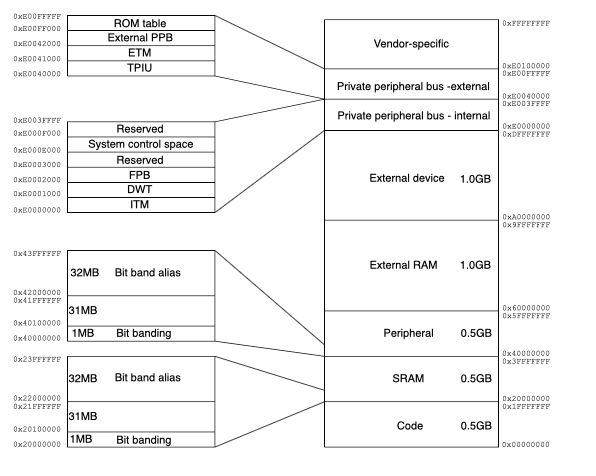 0xE00FFFFF
ROM table
0xE00FF000
External PPB
0xE0042000
ETM
0xE0041000
TPIU
0xE0040000
0xE003FFFF
Reserved
0xE000F000
System control space
0xE000E000
Reserved
0xE0003000
FPB
0xE0002000
DWT
0xE0001000
ITM
0xE0000000
0x43FFFFFF
32MB Bit band alias
0x42000000
0x41FFFFFF
31MB
0x40100000
1MB Bit banding
0x40000000
0x23FFFFFF
32MB Bit band alias
0x22000000
0x21FFFFFF
31MB
0x20100000
1MB Bit banding
0x20000000
0xFFFFFFFF
Vendor-specific
0xE0100000
0xE00FFFFF
Private peripheral bus -external
0xE0040000
0xE003FFFF
Private peripheral bus - internal
0xE0000000
0xDFFFFFFF
External device 1.0GB
0xA0000000
0x9FFFFFFF
External RAM 1.0GB
0x60000000
0x5FFFFFFF
Peripheral 0.5GB
0x40000000
0x3FFFFFFF
SRAM 0.5GB
0x20000000
0x1FFFFFFF
Code 0.5GB
0x00000000